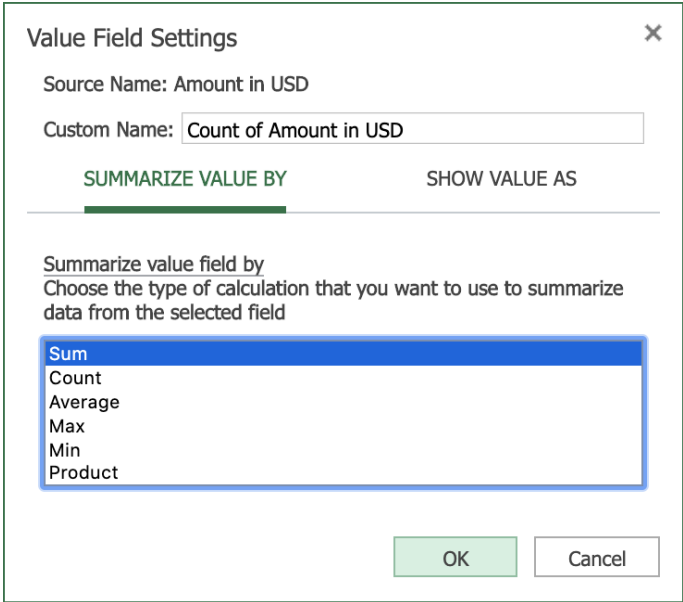 Value Field Settings
Source Name: Amount in USD
Custom Name: Count of Amount in USD
SUMMARIZE VALUE BY SHOW VALUE AS
Summarize value field by
Choose the type of calculation that you want to use to summarize
data from the selected field
Sum
Count
Average
Max
Min
Product
OK Cancel